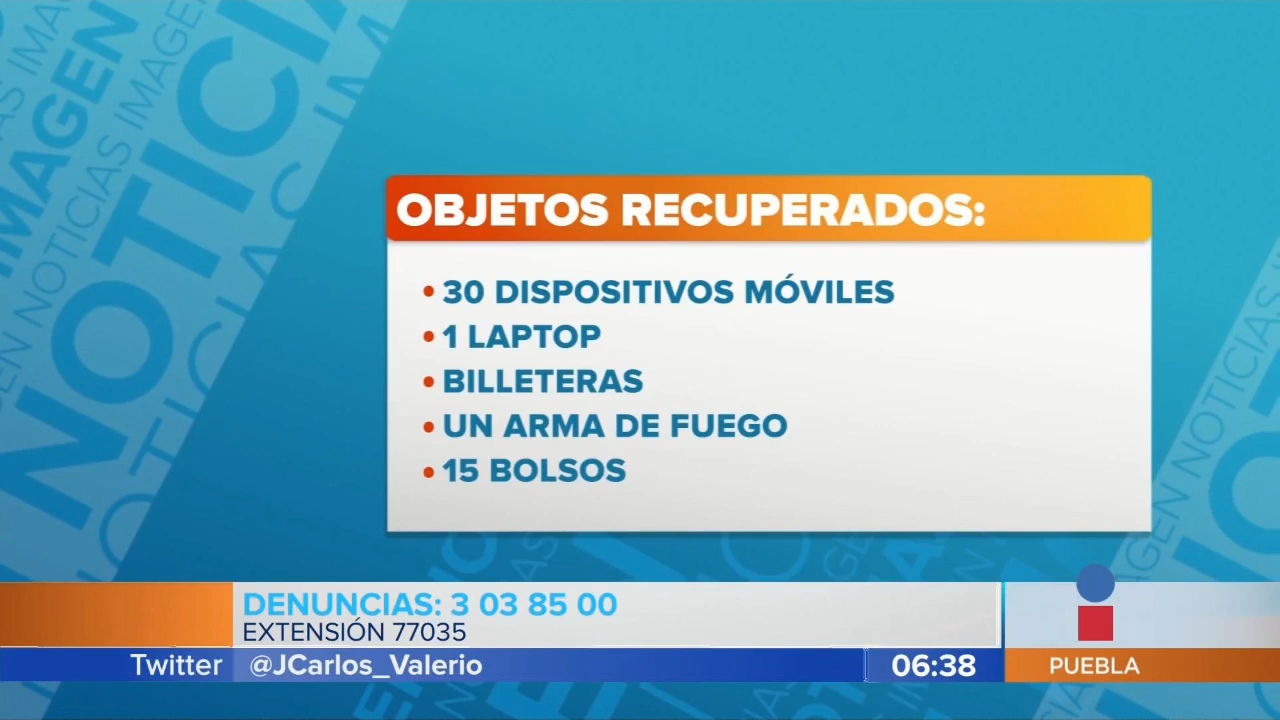 OBJETOS RECUPERADOS:
• 30 DISPOSITIVOS MÓVILES
• 1 LAPTOP
• BILLETERAS
• UN ARMA DE FUEGO
• 15 BOLSOS
DENUNCIAS: 3 03 85 00
EXTENSIÓN 77035
Twitter @JCarlos_Valerio 06:38 PUEBLA